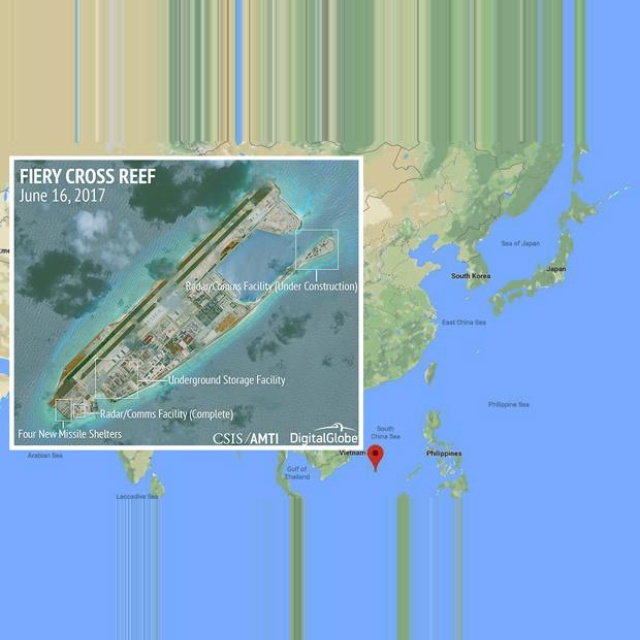 FIERY CROSS REEF
June 16, 2017
Radar/Comms Facility (Under Construction)
Underground Storage Facility
Radar/Comms Facility (Complete)
Four New Missile Shelters
CSIS/AMTI
DigitalGlobe
Sea of Japan
South Korea
Japan
East China Sea
Philippine Sea
South
China Sea
Vietnam
Philippines
Arabian Sea
Gulf of
Thailand
Laccadive Sea